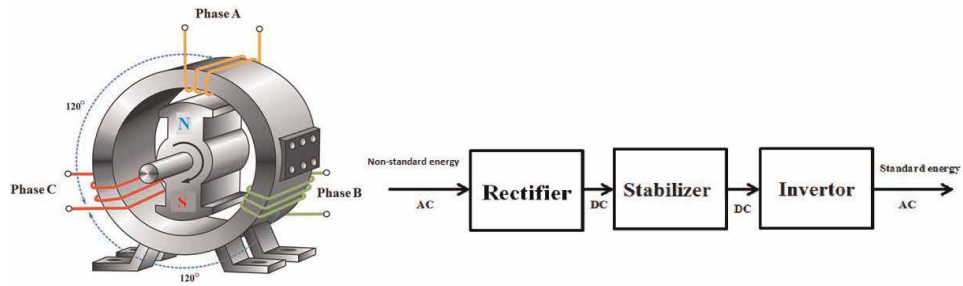 Phase A
120°
N
Phase C
S
Phase B
120°
Non-standard energy
AC
Rectifier
DC
Stabilizer
DC
Invertor
Standard energy
AC